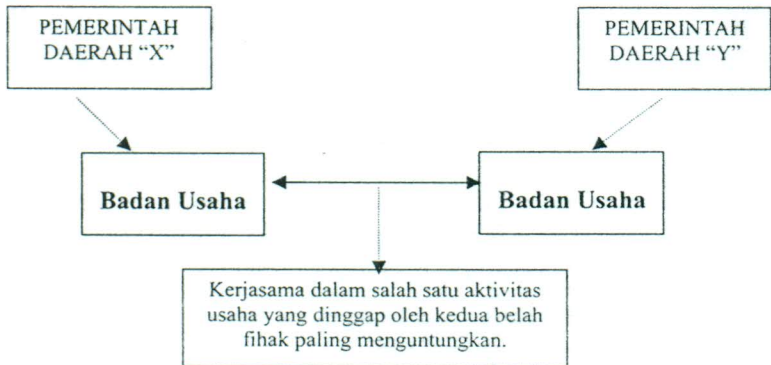 PEMERINTAH
DAERAH “X”
PEMERINTAH
DAERAH “Y”
Badan Usaha
Badan Usaha
Kerjasama dalam salah satu aktivitas
usaha yang dinggap oleh kedua belah
fihak paling menguntungkan.